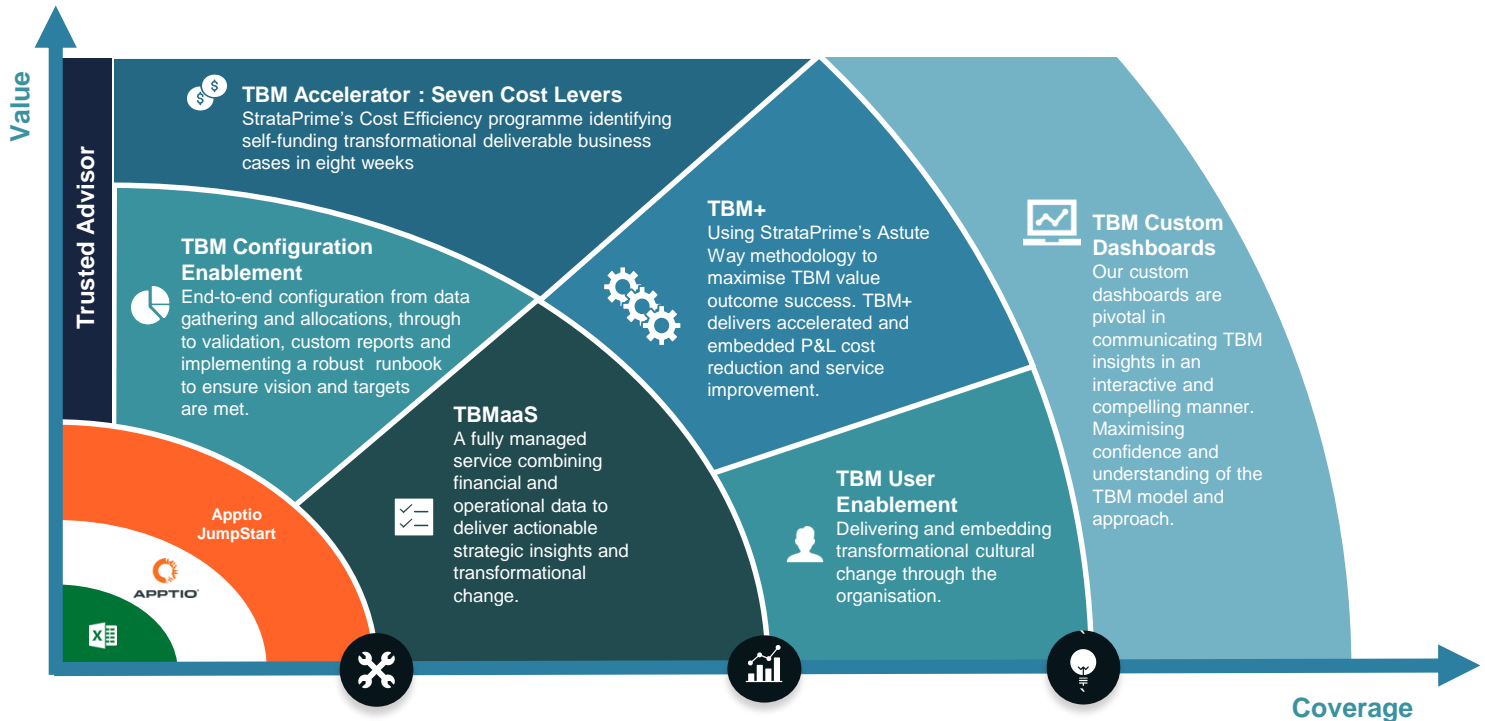 Value
Trusted Advisor
TBM Accelerator : Seven Cost Levers
StrataPrime's Cost Efficiency programme identifying
self-funding transformational deliverable business
cases in eight weeks
TBM Configuration
Enablement
End-to-end configuration from data
gathering and allocations, through
to validation, custom reports and
implementing a robust runbook
to ensure vision and targets
are met.
TBM+
Using StrataPrime's Astute
Way methodology to
maximise TBM value
outcome success. TBM+
delivers accelerated and
embedded P&L cost
reduction and service
improvement.
TBM Custom
Dashboards
Our custom
dashboards are
pivotal in
communicating TBM
insights in an
interactive and
compelling manner.
Maximising
confidence and
understanding of the
TBM model and
approach.
TBMaaS
A fully managed
service combining
financial and
operational data to
deliver actionable
strategic insights and
transformational
change.
TBM User
Enablement
Delivering and embedding
transformational cultural
change through the
organisation.
Apptio
JumpStart
APPTIO
X
Coverage